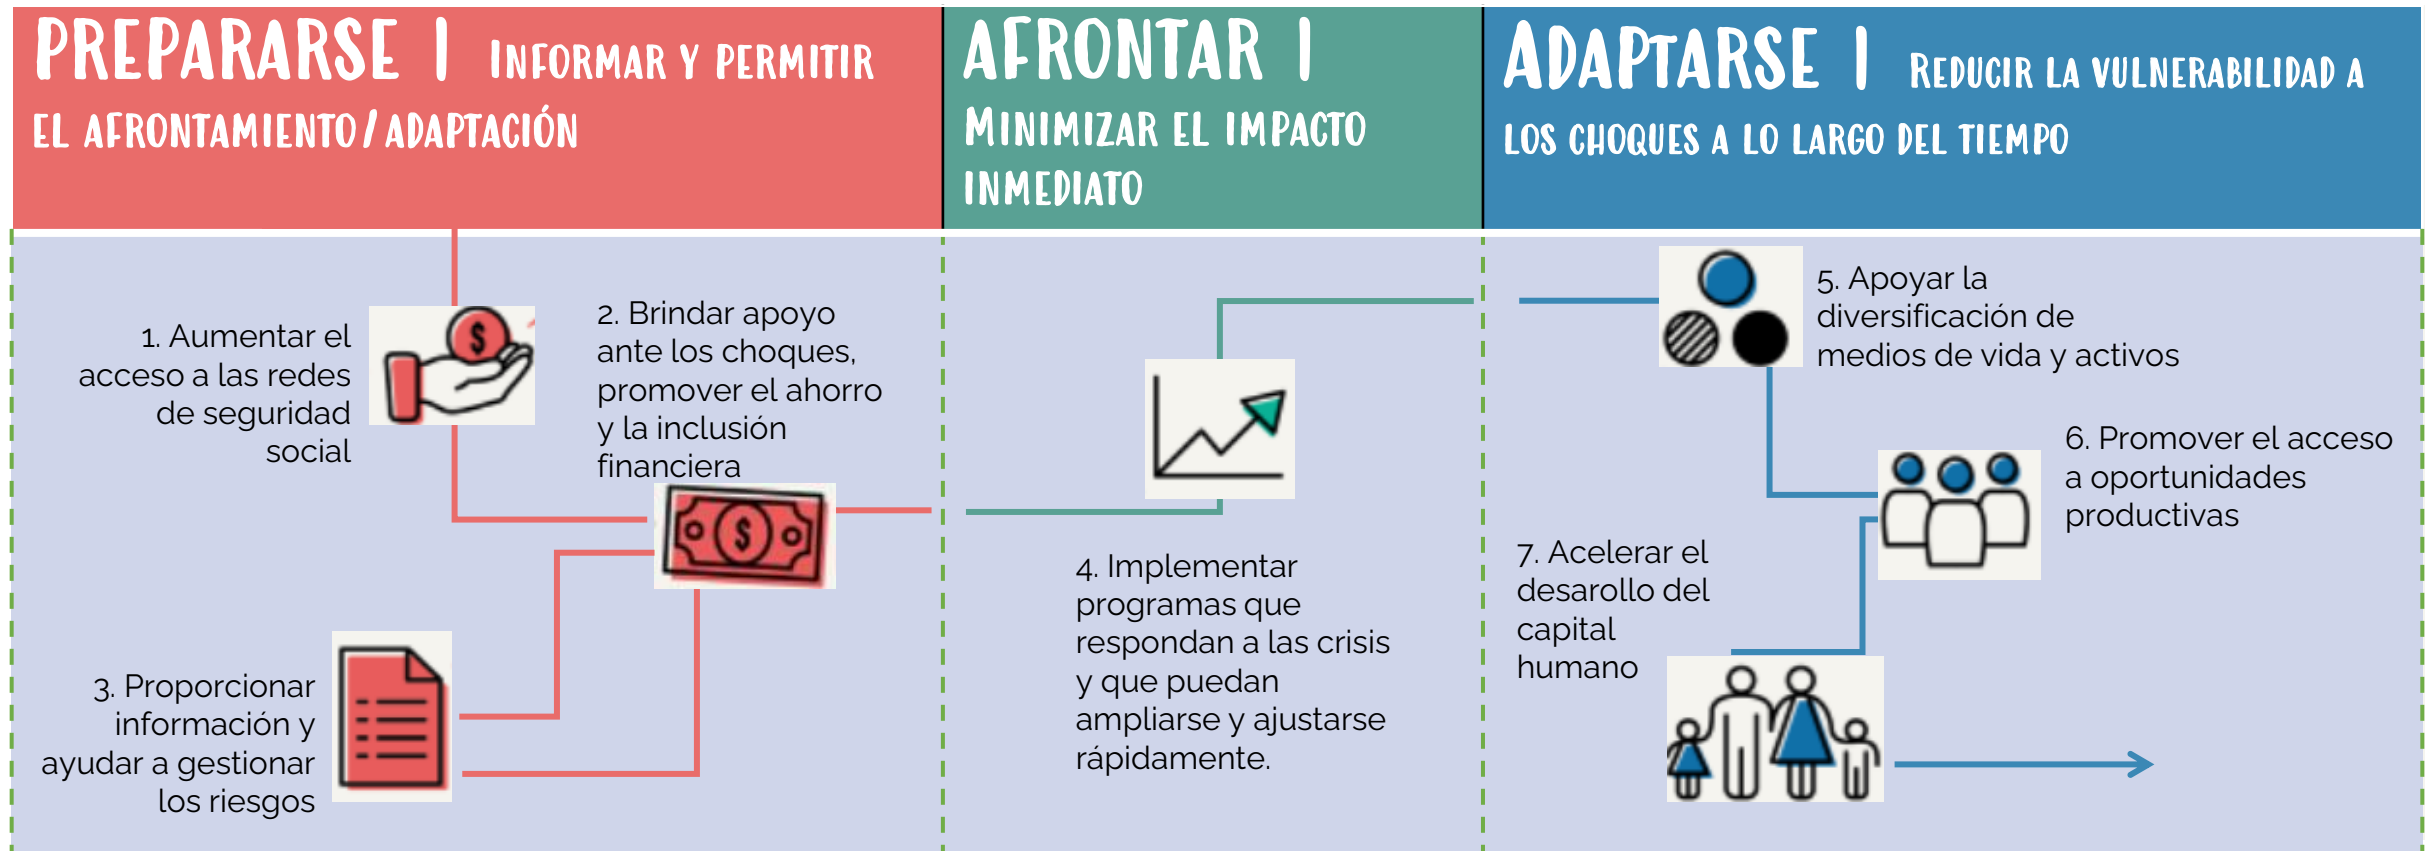 PREPARARSE | INFORMAR Y PERMITIR
EL AFRONTAMIENTO/ADAPTACIÓN
AFRONTAR |
MINIMIZAR EL IMPACTO
INMEDIATO
ADAPTARSE | REDUCIR LA VULNERABILIDAD A
LOS CHOQUES A LO LARGO DEL TIEMPO
1. Aumentar el
acceso a las redes
de seguridad
social
$
2. Brindar apoyo
ante los choques,
promover el ahorro
y la inclusión
financiera
$
3. Proporcionar
información y
ayudar a gestionar
los riesgos
4. Implementar
programas que
respondan a las crisis
y que puedan
ampliarse y ajustarse
rápidamente.
5. Apoyar la
diversificación de
medios de vida y activos
6. Promover el acceso
a oportunidades
productivas
7. Acelerar el
desarollo del
capital
humano